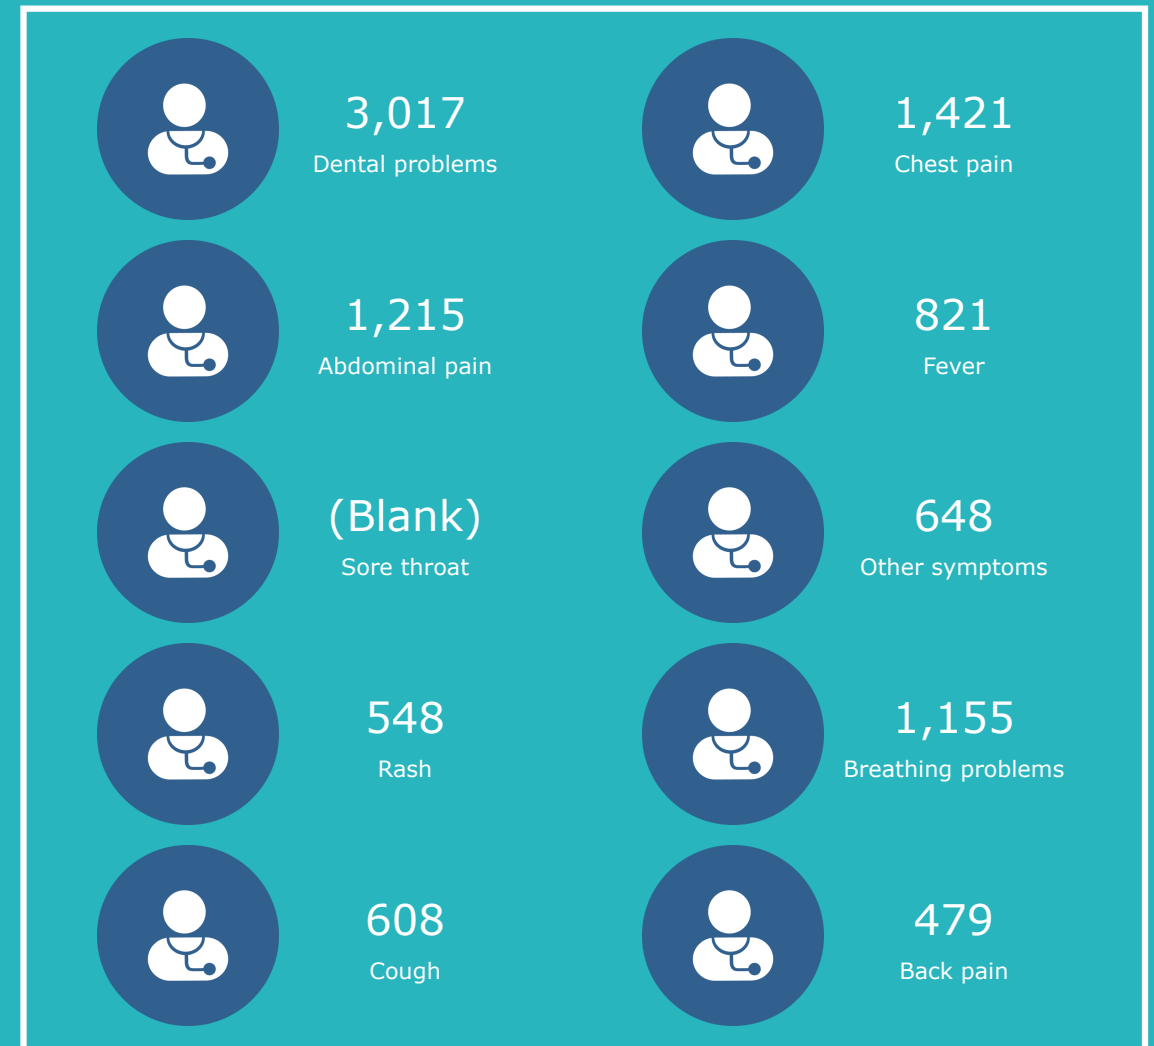 3,017
Dental problems
1,421
Chest pain
1,215
Abdominal pain
821
Fever
(Blank)
Sore throat
648
Other symptoms
548
Rash
1,155
Breathing problems
608
Cough
479
Back pain